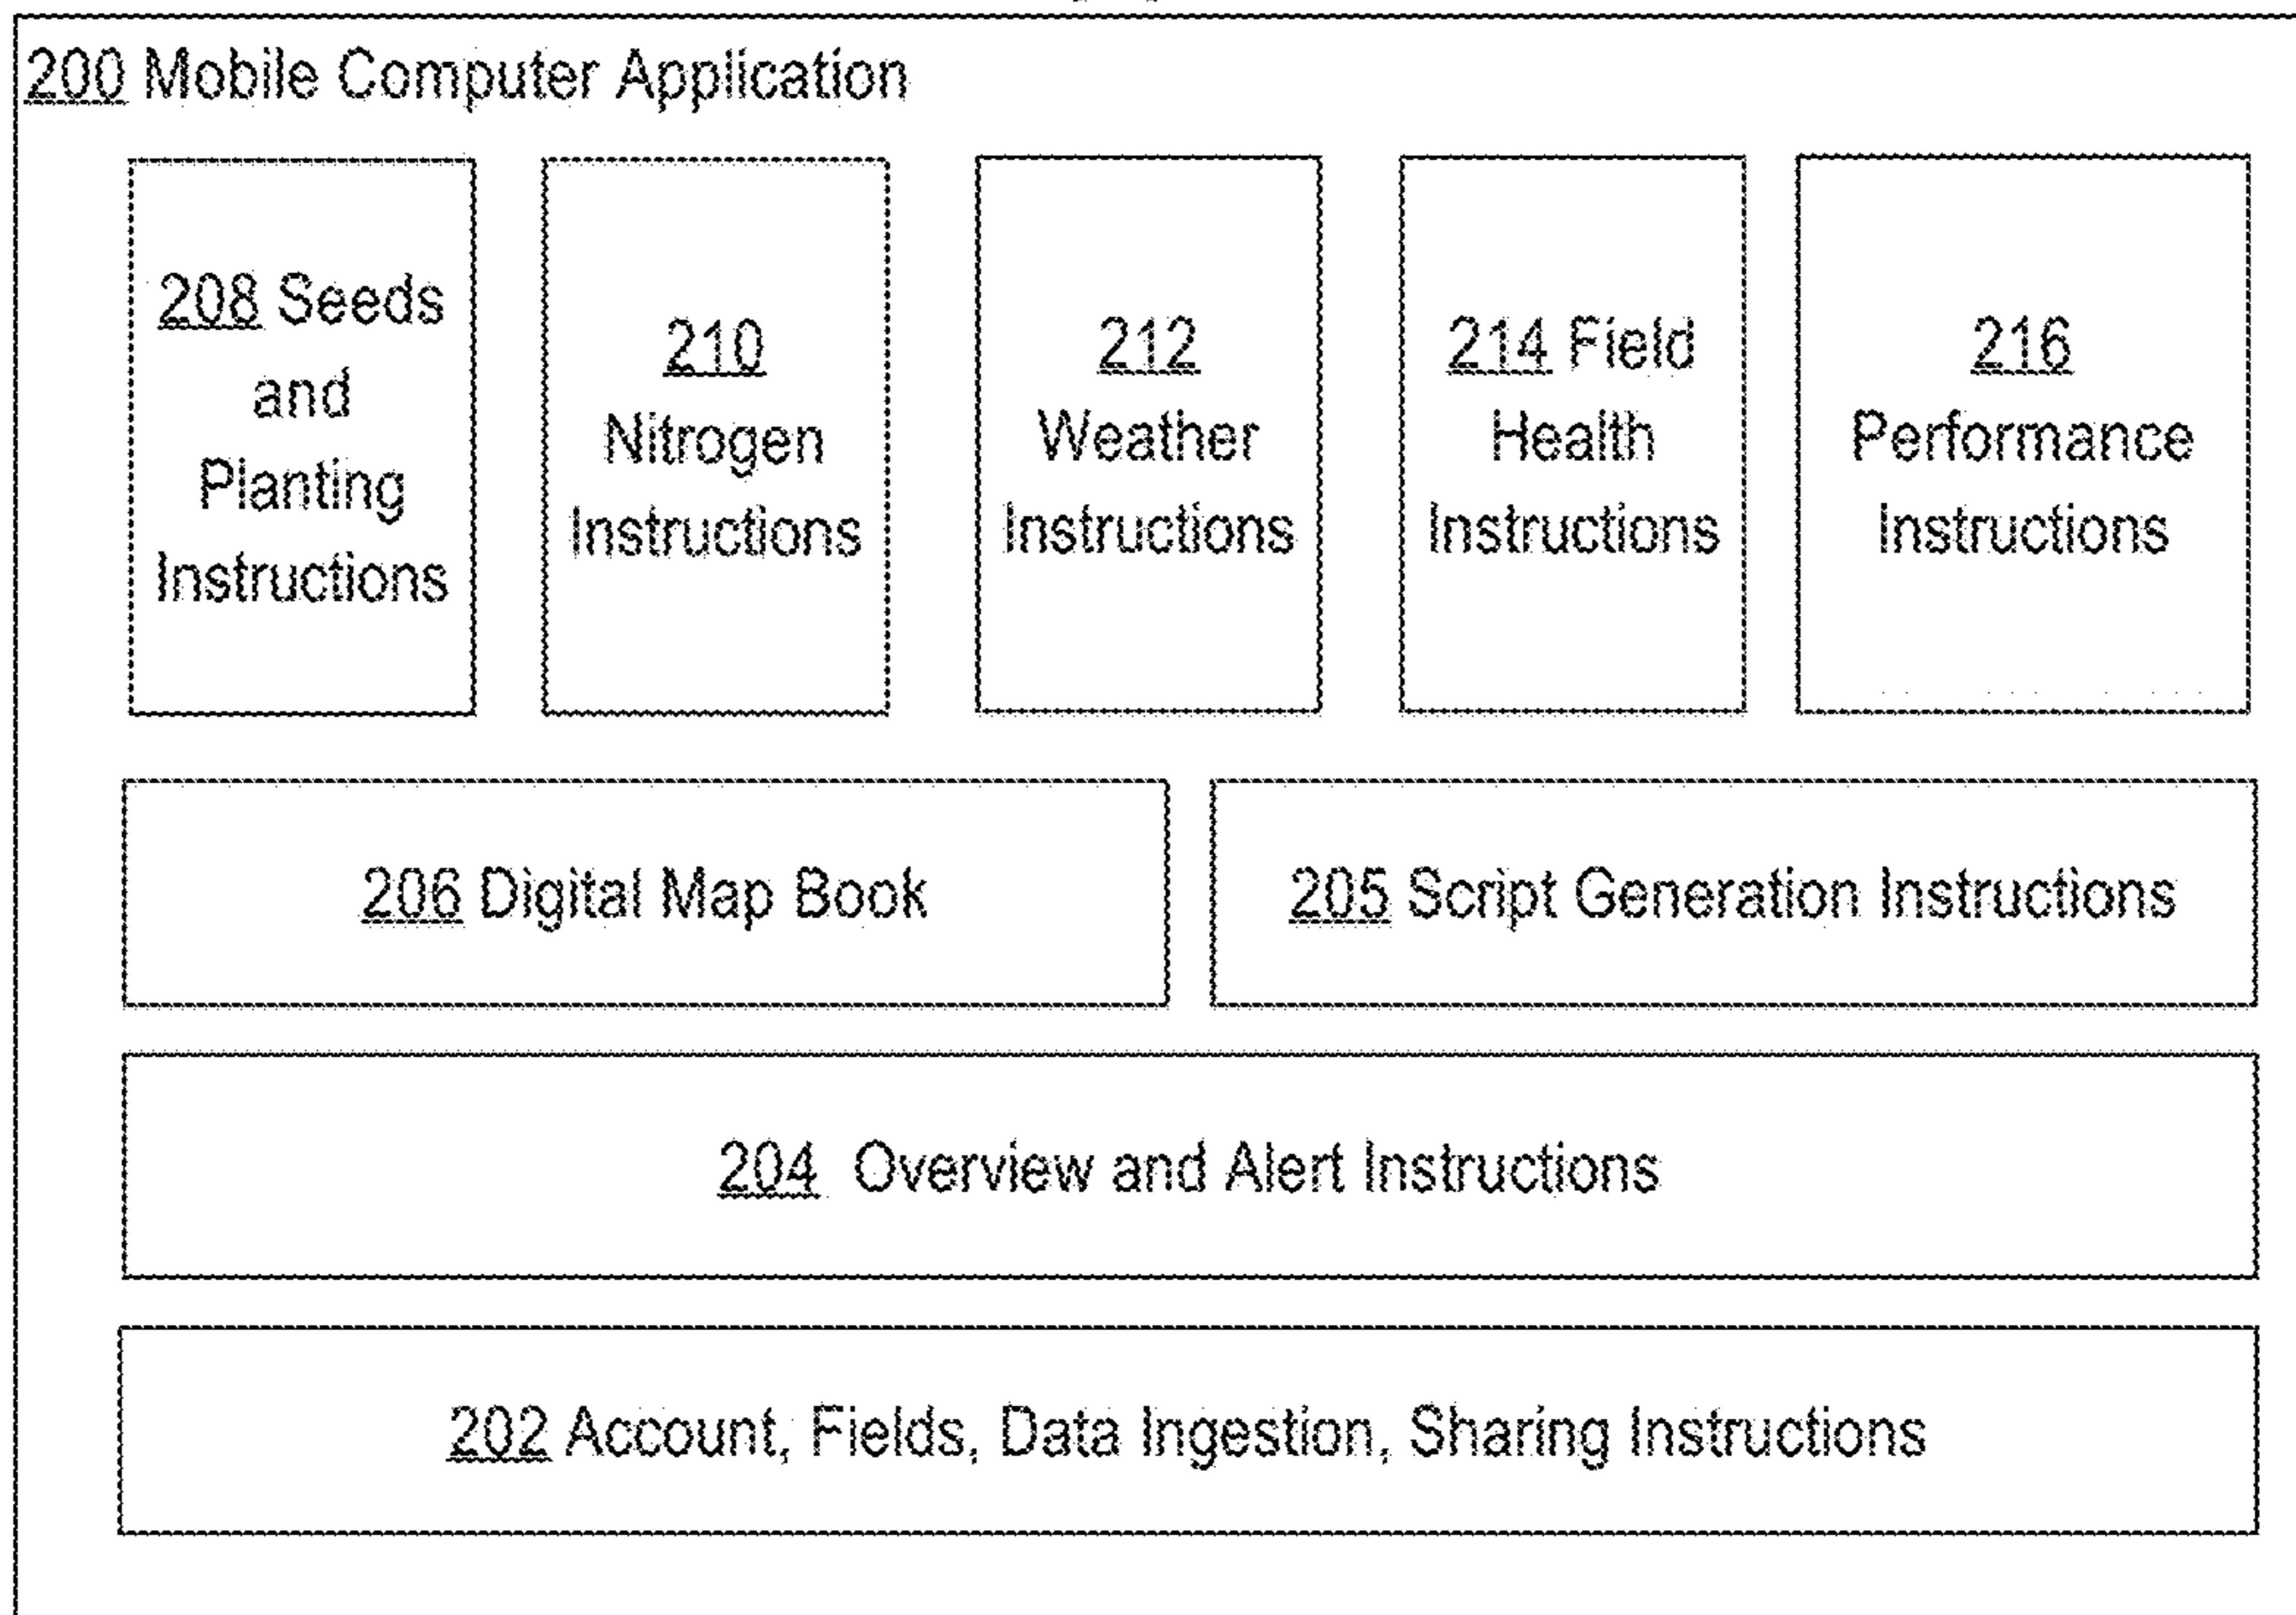 200 Mobile Computer Application
208 Seeds
and
Planting
Instructions
210
Nitrogen
Instructions
212
Weather
Instructions
214 Field
Health
Instructions
216
Performance
Instructions
206 Digital Map Book
205 Script Generation Instructions
204 Overview and Alert Instructions
202 Account, Fields, Data Ingestion, Sharing Instructions